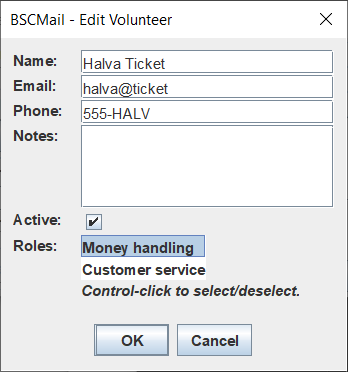 BSCMail - Edit Volunteer
Name: Halva Ticket
Email: halva@ticket
Phone: 555-HALV
Notes:
Active:
Roles: Money handling
Customer service
Control-click to select/deselect.
OK Cancel